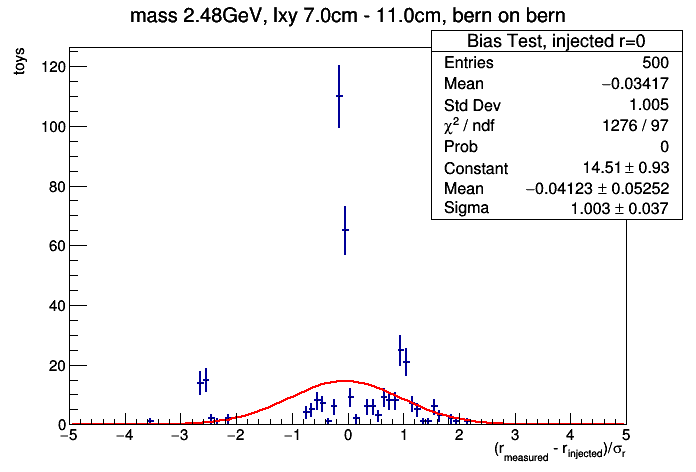 mass 2.48GeV, lxy 7.0cm - 11.0cm, bern on bern
toys
Bias Test, injected r=0
Entries 500
Mean −0.03417
Std Dev 1.005
χ² / ndf 1276 / 97
Prob 0
Constant 14.51 ± 0.93
Mean −0.04123 ± 0.05252
Sigma 1.003 ± 0.037
120
100
80
60
40
20
0
−5 −4 −3 −2 −1 0 1 2 3 4 5
(r_measured - r_injected)/σ_r